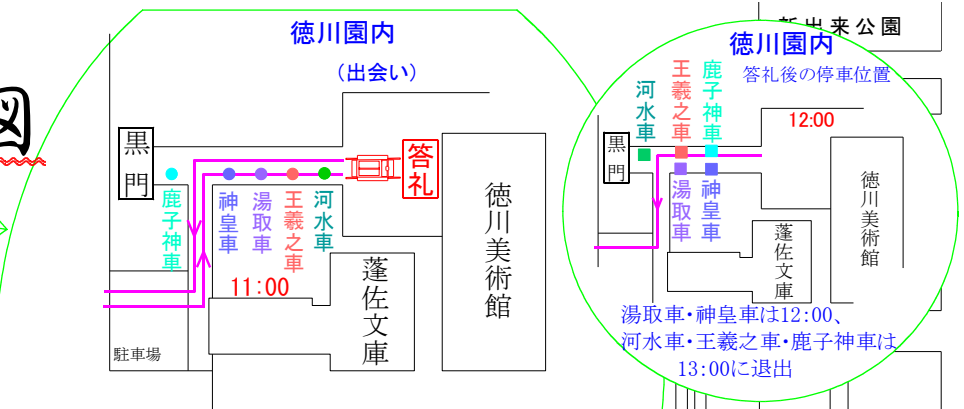 図
徳川園内
(出会い)
黒門
答礼
鹿子神車
神皇車
湯取車
王羲之車
河水車
11:00
徳川美術館
蓬佐文庫
駐車場
新出来公園
徳川園内
答礼後の停車位置
河水車
王羲之車
鹿子神車
12:00
黒門
湯取車
神皇車
徳川美術館
蓬佐文庫
湯取車・神皇車は12:00、
河水車・王羲之車・鹿子神車は
13:00に退出